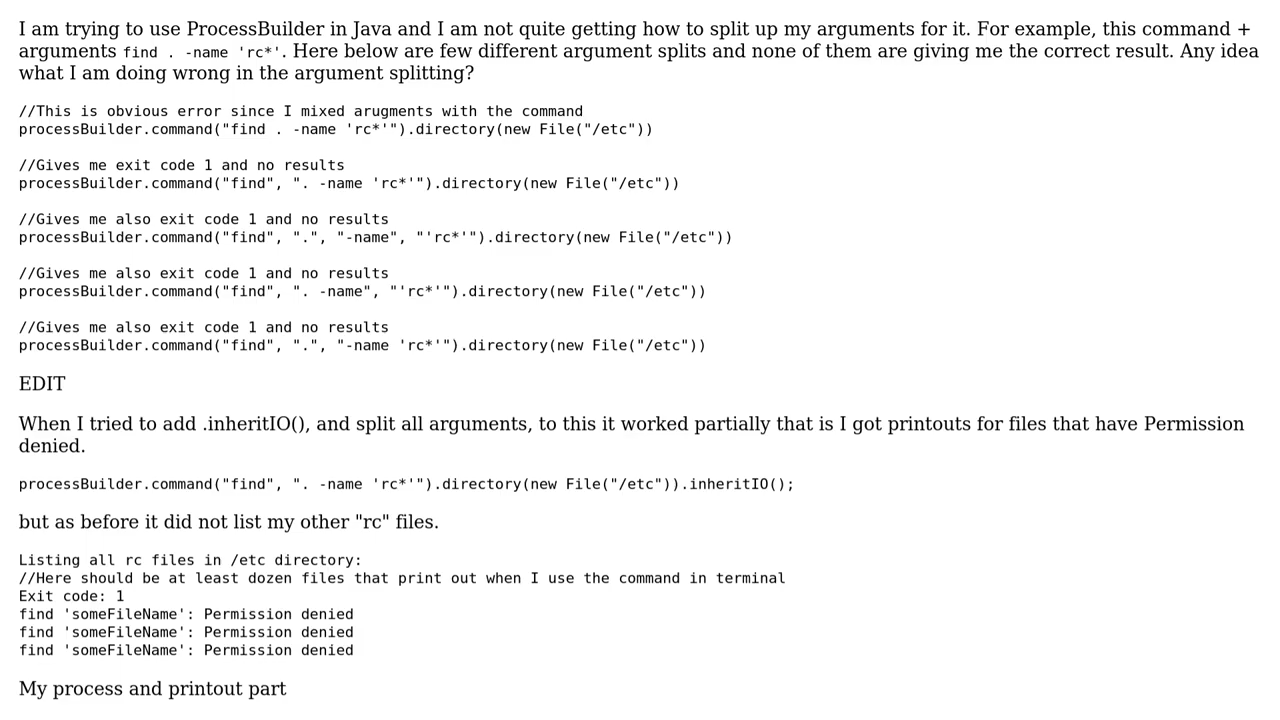 I am trying to use ProcessBuilder in Java and I am not quite getting how to split up my arguments for it. For example, this command +
arguments find . -name 'rc*'. Here below are few different argument splits and none of them are giving me the correct result. Any idea
what I am doing wrong in the argument splitting?
//This is obvious error since I mixed arugments with the command
processBuilder.command("find . -name 'rc*'").directory(new File("/etc"))
//Gives me exit code 1 and no results
processBuilder.command("find", ". -name 'rc*'").directory(new File("/etc"))
//Gives me also exit code 1 and no results
processBuilder.command("find", ".", "-name", "'rc*'").directory(new File("/etc"))
//Gives me also exit code 1 and no results
processBuilder.command("find", ". -name", "'rc*'").directory(new File("/etc"))
//Gives me also exit code 1 and no results
processBuilder.command("find", ".", "-name 'rc*'").directory(new File("/etc"))
EDIT
When I tried to add .inheritIO(), and split all arguments, to this it worked partially that is I got printouts for files that have Permission
denied.
processBuilder.command("find", ". -name 'rc*'").directory(new File("/etc")).inheritIO();
but as before it did not list my other "rc" files.
Listing all rc files in /etc directory:
//Here should be at least dozen files that print out when I use the command in terminal
Exit code: 1
find 'someFileName': Permission denied
find 'someFileName': Permission denied
find 'someFileName': Permission denied
My process and printout part